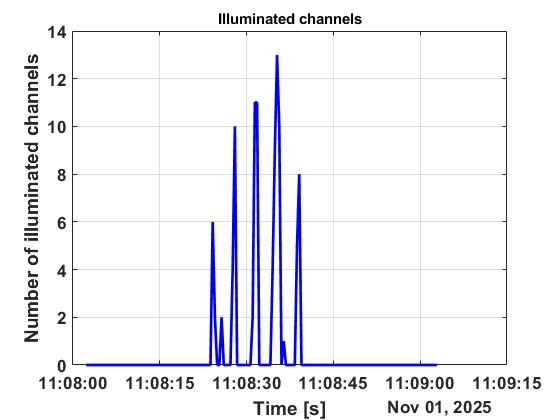 Illuminated channels
Number of illuminated channels
14
12
10
8
6
4
2
0
11:08:00 11:08:15 11:08:30 11:08:45 11:09:00 11:09:15
Time [s]
Nov 01, 2025